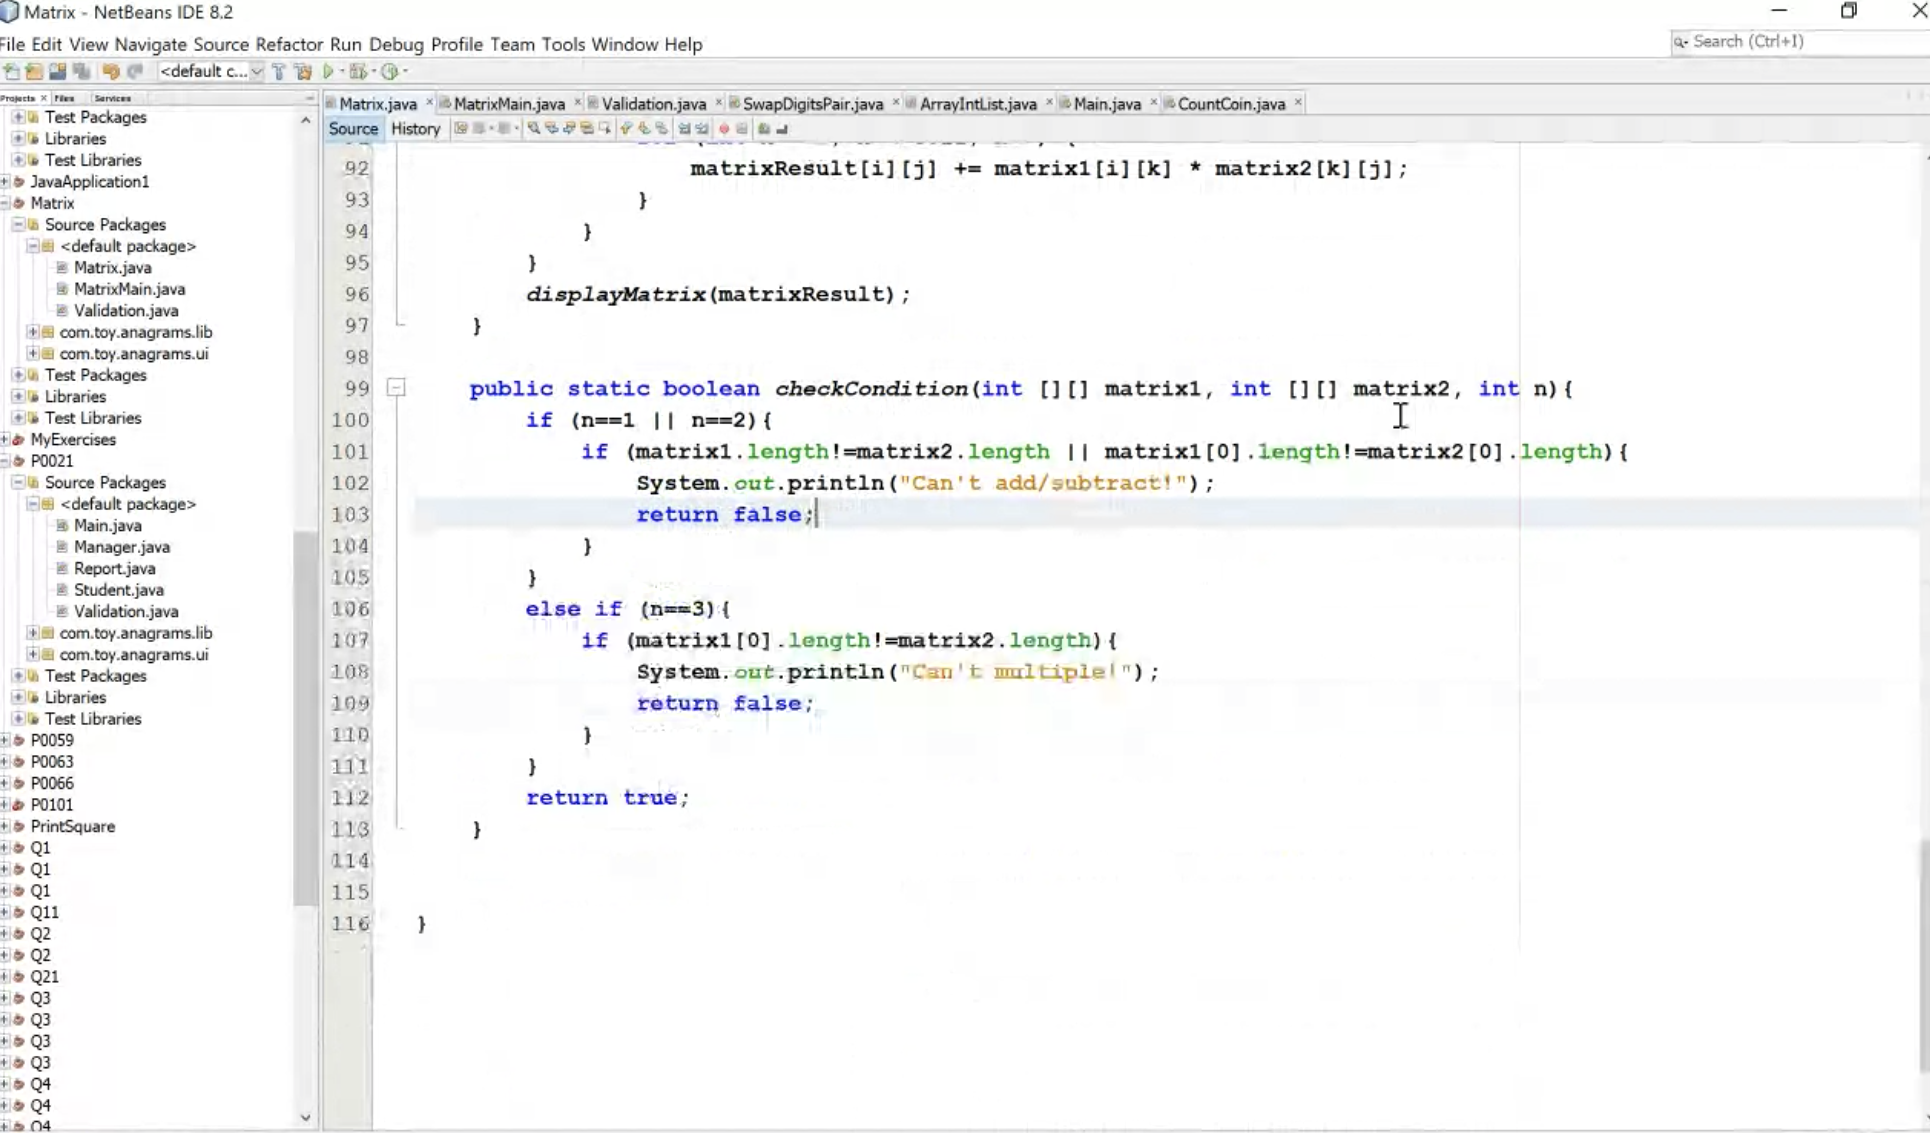 Matrix - NetBeans IDE 8.2
File Edit View Navigate Source Refactor Run Debug Profile Team Tools Window Help
Search (Ctrl+I)
<default c...
Projects Files Services
Test Packages
Libraries
Test Libraries
JavaApplication1
Matrix
Source Packages
<default package>
Matrix.java
MatrixMain.java
Validation.java
com.toy.anagrams.lib
com.toy.anagrams.ui
Test Packages
Libraries
Test Libraries
MyExercises
P0021
Source Packages
<default package>
Main.java
Manager.java
Report.java
Student.java
Validation.java
com.toy.anagrams.lib
com.toy.anagrams.ui
Test Packages
Libraries
Test Libraries
P0059
P0063
P0066
P0101
PrintSquare
Q1
Q1
Q1
Q11
Q2
Q2
Q21
Q3
Q3
Q3
Q3
Q4
Q4
Q4
Matrix.java MatrixMain.java Validation.java SwapDigitsPair.java ArrayIntList.java Main.java CountCoin.java
Source History
92 matrixResult[i][j] += matrix1[i][k] * matrix2[k][j];
93 }
94 }
95 }
96 displayMatrix(matrixResult);
97 }
98
99 public static boolean checkCondition(int [][] matrix1, int [][] matrix2, int n){
100 if (n==1 || n==2){
101 if (matrix1.length!=matrix2.length || matrix1[0].length!=matrix2[0].length){
102 System.out.println("Can't add/subtract!");
103 return false;
104 }
105 }
106 else if (n==3){
107 if (matrix1[0].length!=matrix2.length){
108 System.out.println("Can't multiple!");
109 return false;
110 }
111 }
112 return true;
113 }
114
115
116 }